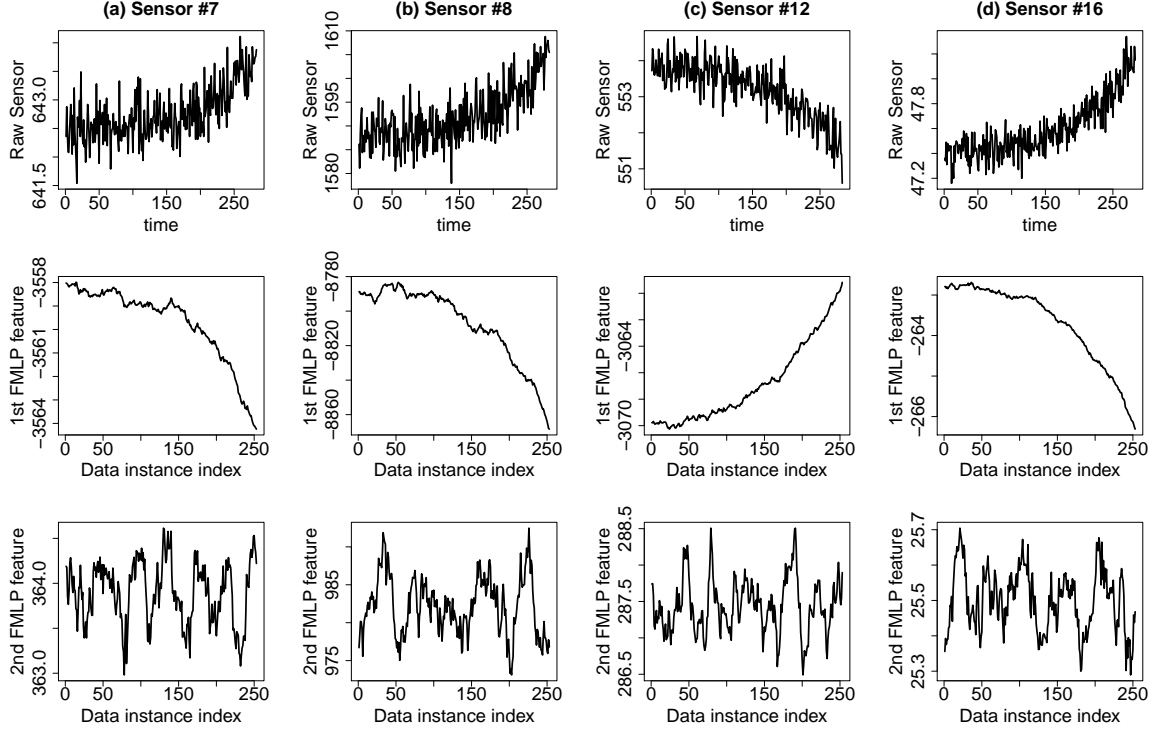 (a) Sensor #7
(b) Sensor #8
(c) Sensor #12
(d) Sensor #16
Raw Sensor
641.5 643.0
0 50 150 250
time
Raw Sensor
1580 1595 1610
0 50 150 250
time
Raw Sensor
551 553
0 50 150 250
time
Raw Sensor
47.2 47.8
0 50 150 250
time
1st FMLP feature
−3564 −3561 −3558
0 50 150 250
Data instance index
1st FMLP feature
−8860 −8820 −8780
0 50 150 250
Data instance index
1st FMLP feature
−3070 −3064
0 50 150 250
Data instance index
1st FMLP feature
−266 −264
0 50 150 250
Data instance index
2nd FMLP feature
363.0 364.0
0 50 150 250
Data instance index
2nd FMLP feature
975 985
0 50 150 250
Data instance index
2nd FMLP feature
286.5 287.5 288.5
0 50 150 250
Data instance index
2nd FMLP feature
25.3 25.5 25.7
0 50 150 250
Data instance index